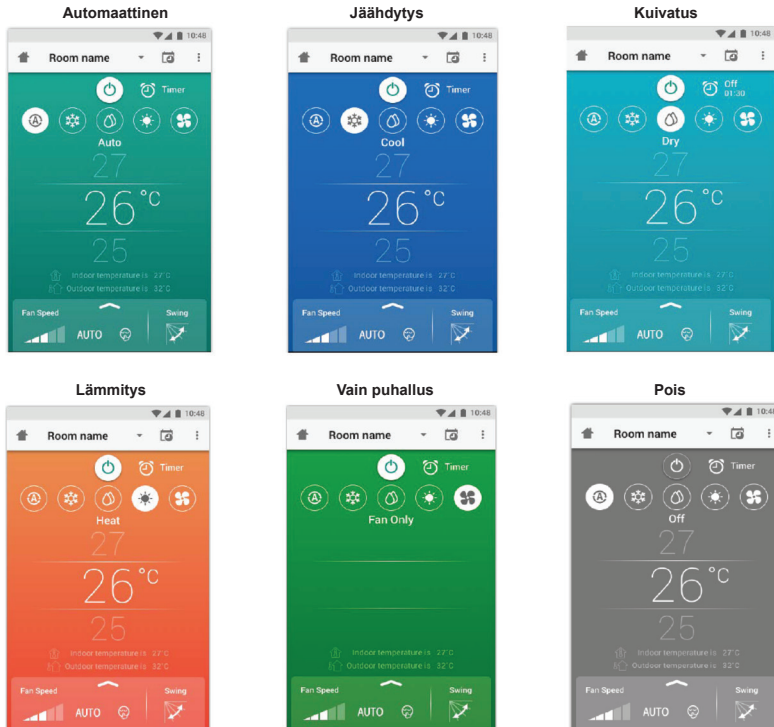 Automaattinen
10:48
Room name
Timer
Auto
27
26°C
25
Indoor temperature is 27°C
Outdoor temperature is 32°C
Fan Speed
Swing
AUTO
Jäähdytys
10:48
Room name
Timer
Cool
27
26°C
25
Indoor temperature is 27°C
Outdoor temperature is 32°C
Fan Speed
Swing
AUTO
Kuivatus
10:48
Room name
Off
01:30
Dry
27
26°C
25
Indoor temperature is 27°C
Outdoor temperature is 32°C
Fan Speed
Swing
AUTO
Lämmitys
10:48
Room name
Timer
Heat
27
26°C
25
Indoor temperature is 27°C
Outdoor temperature is 32°C
Fan Speed
Swing
AUTO
Vain puhallus
10:48
Room name
Timer
Fan Only
Indoor temperature is 27°C
Outdoor temperature is 32°C
Fan Speed
Swing
AUTO
Pois
10:48
Room name
Timer
Off
27
26°C
25
Indoor temperature is 27°C
Outdoor temperature is 32°C
Fan Speed
Swing
AUTO